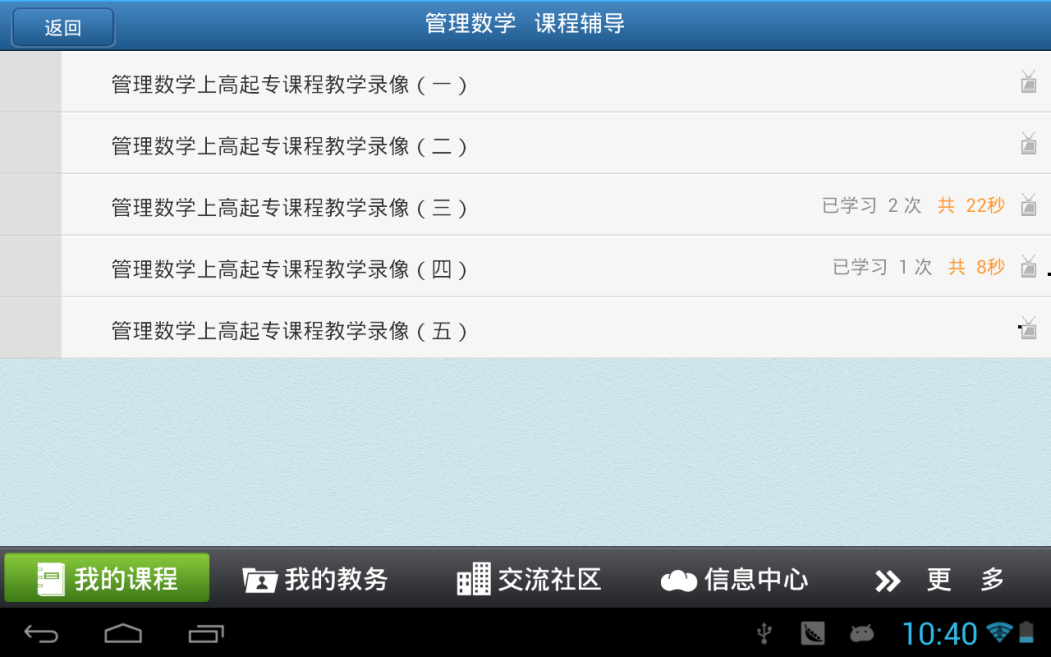 返回
管理数学 课程辅导
管理数学上高起专课程教学录像（一）
管理数学上高起专课程教学录像（二）
管理数学上高起专课程教学录像（三） 已学习 2 次 共 22秒
管理数学上高起专课程教学录像（四） 已学习 1 次 共 8秒
管理数学上高起专课程教学录像（五）
我的课程 我的教务 交流社区 信息中心 更 多
10:40